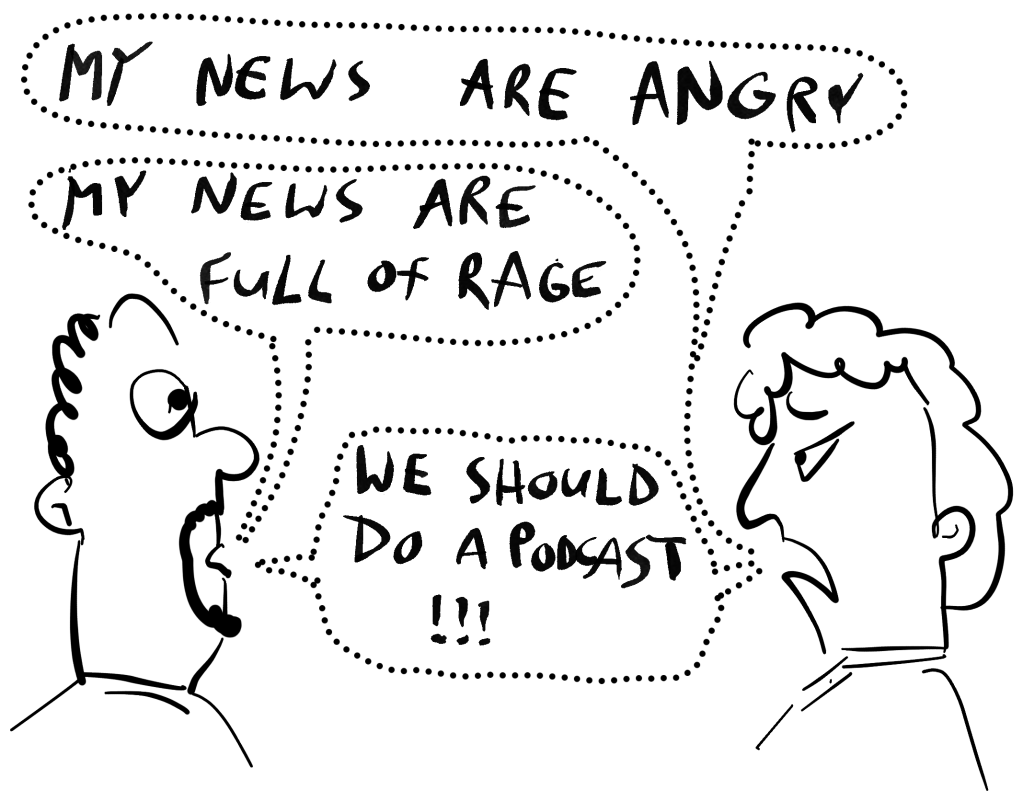 MY NEWS ARE ANGRY
MY NEWS ARE
FULL OF RAGE
WE SHOULD
DO A PODCAST
!!!